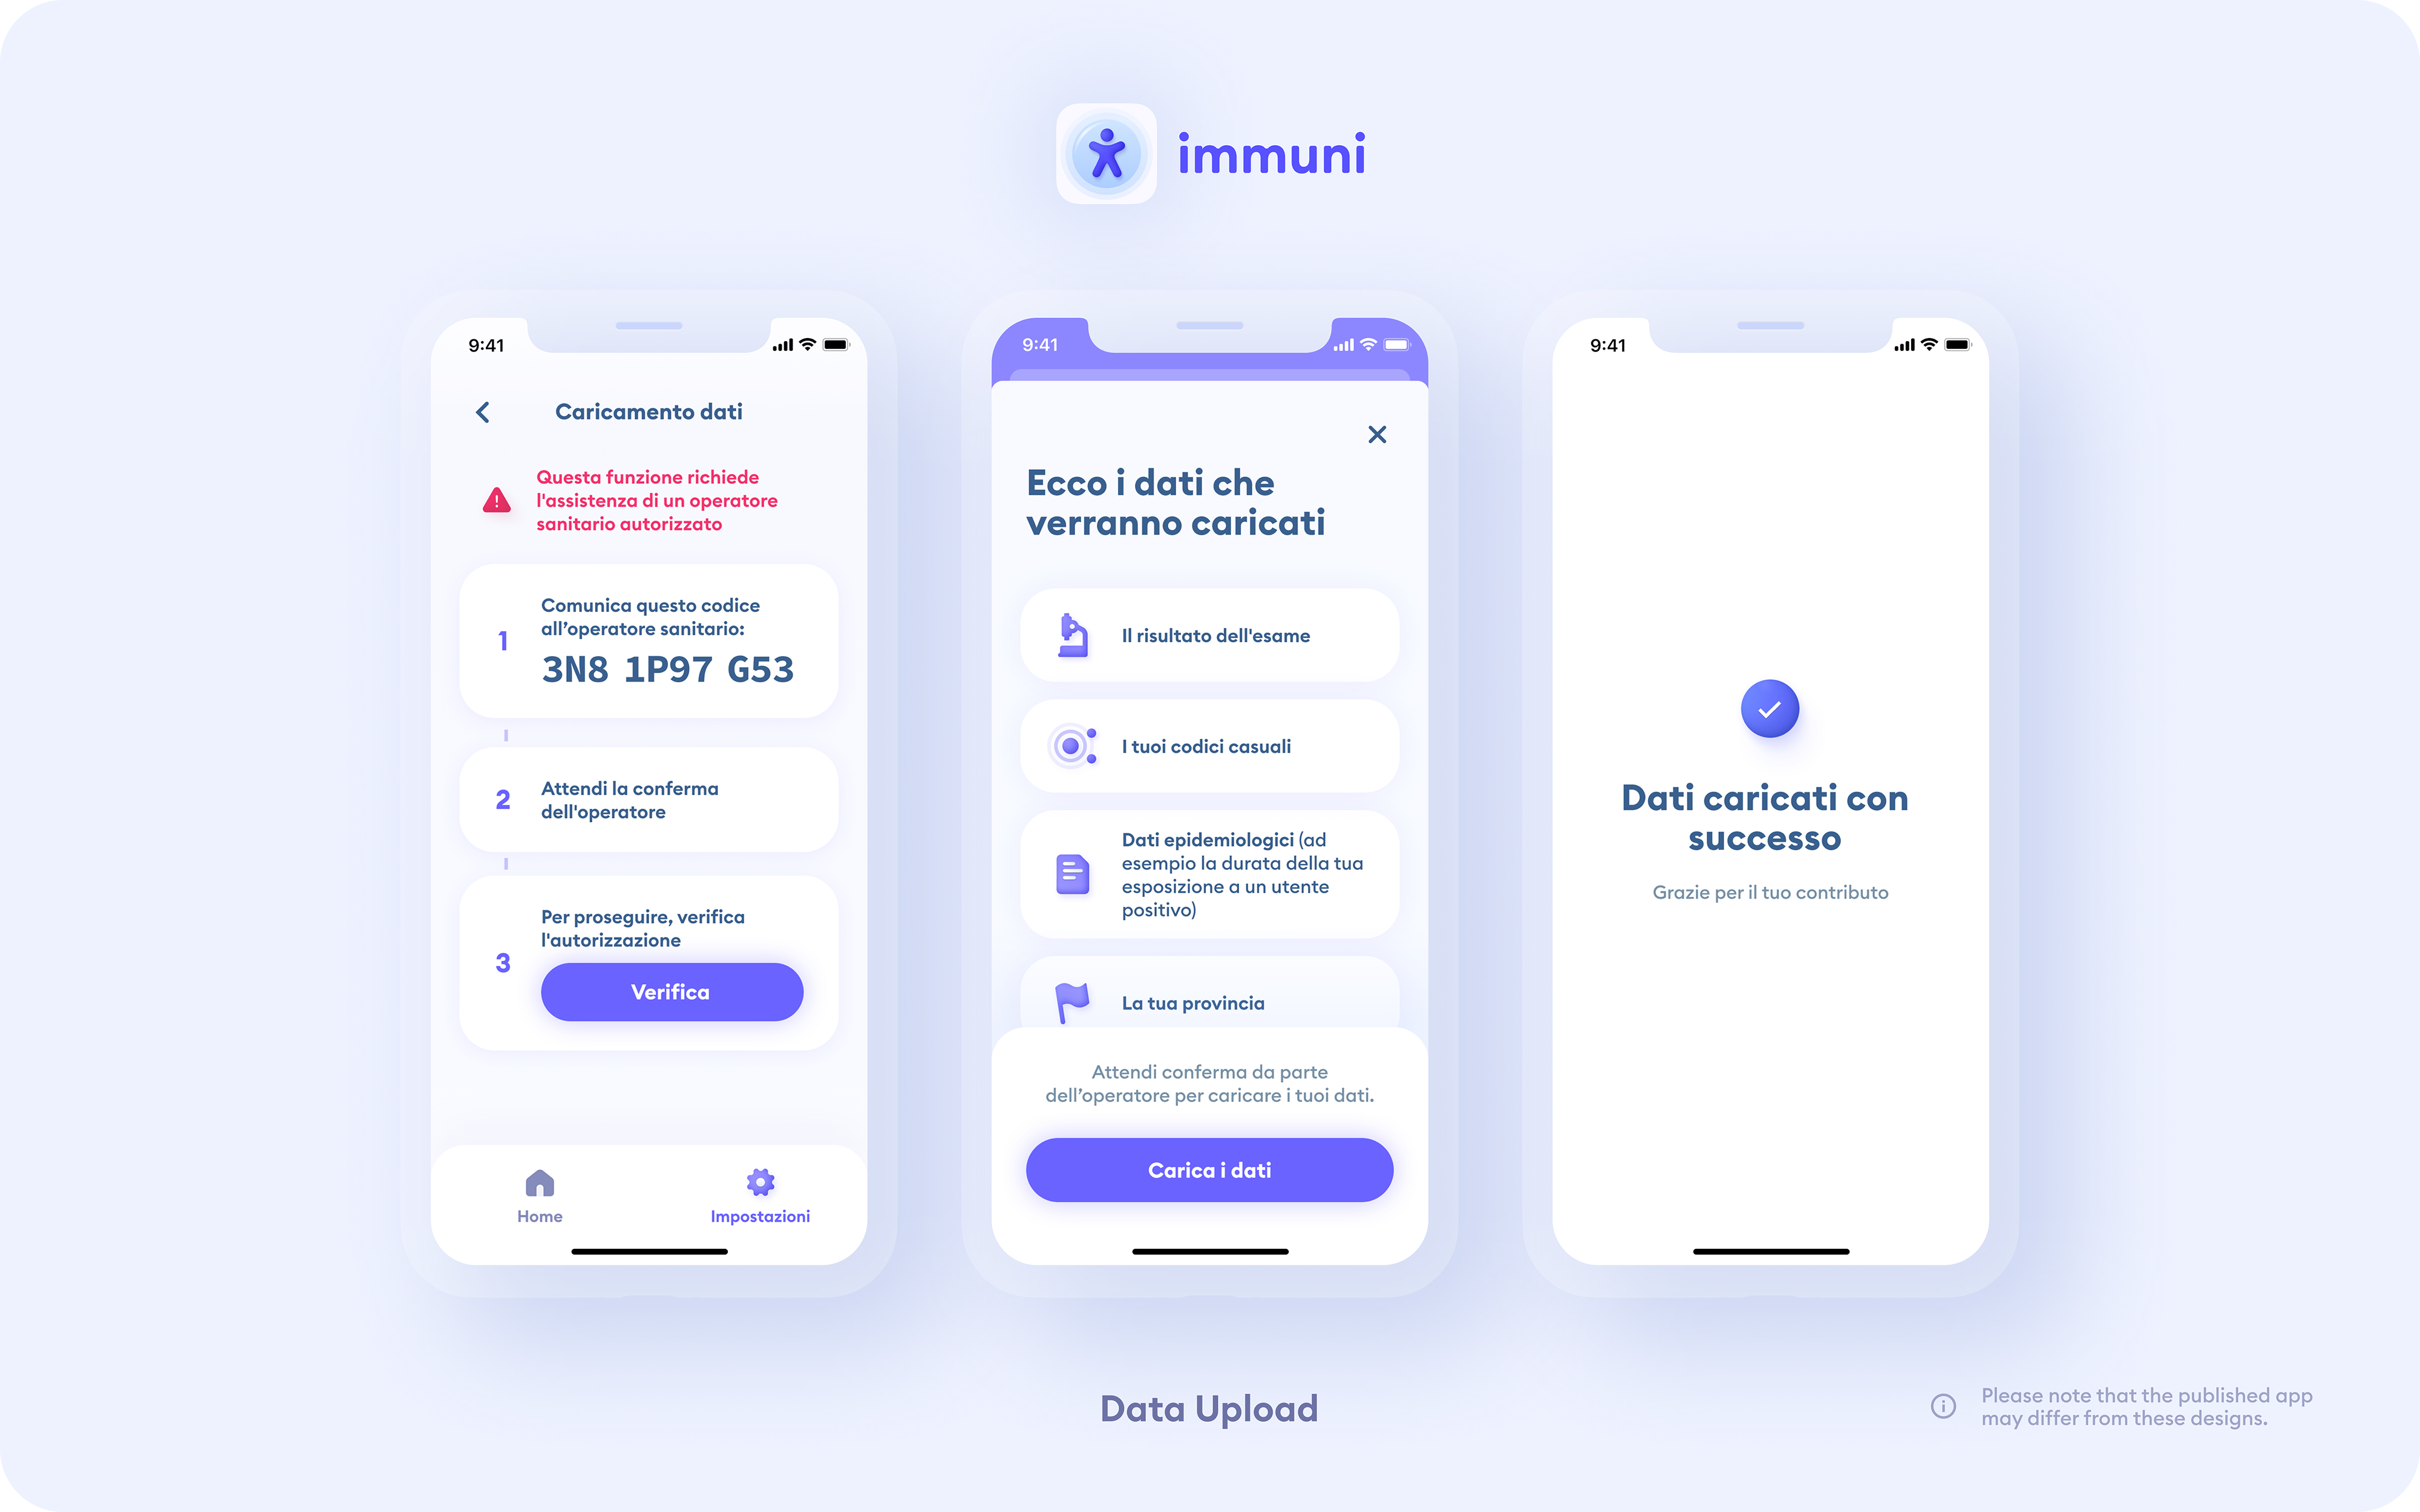 immuni
9:41
Caricamento dati
Questa funzione richiede
l'assistenza di un operatore
sanitario autorizzato
1
Comunica questo codice
all’operatore sanitario:
3N8 1P97 G53
2
Attendi la conferma
dell'operatore
3
Per proseguire, verifica
l'autorizzazione
Verifica
Home
Impostazioni
9:41
Ecco i dati che
verranno caricati
Il risultato dell'esame
I tuoi codici casuali
Dati epidemiologici (ad
esempio la durata della tua
esposizione a un utente
positivo)
La tua provincia
Attendi conferma da parte
dell’operatore per caricare i tuoi dati.
Carica i dati
9:41
Dati caricati con
successo
Grazie per il tuo contributo
Data Upload
Please note that the published app
may differ from these designs.